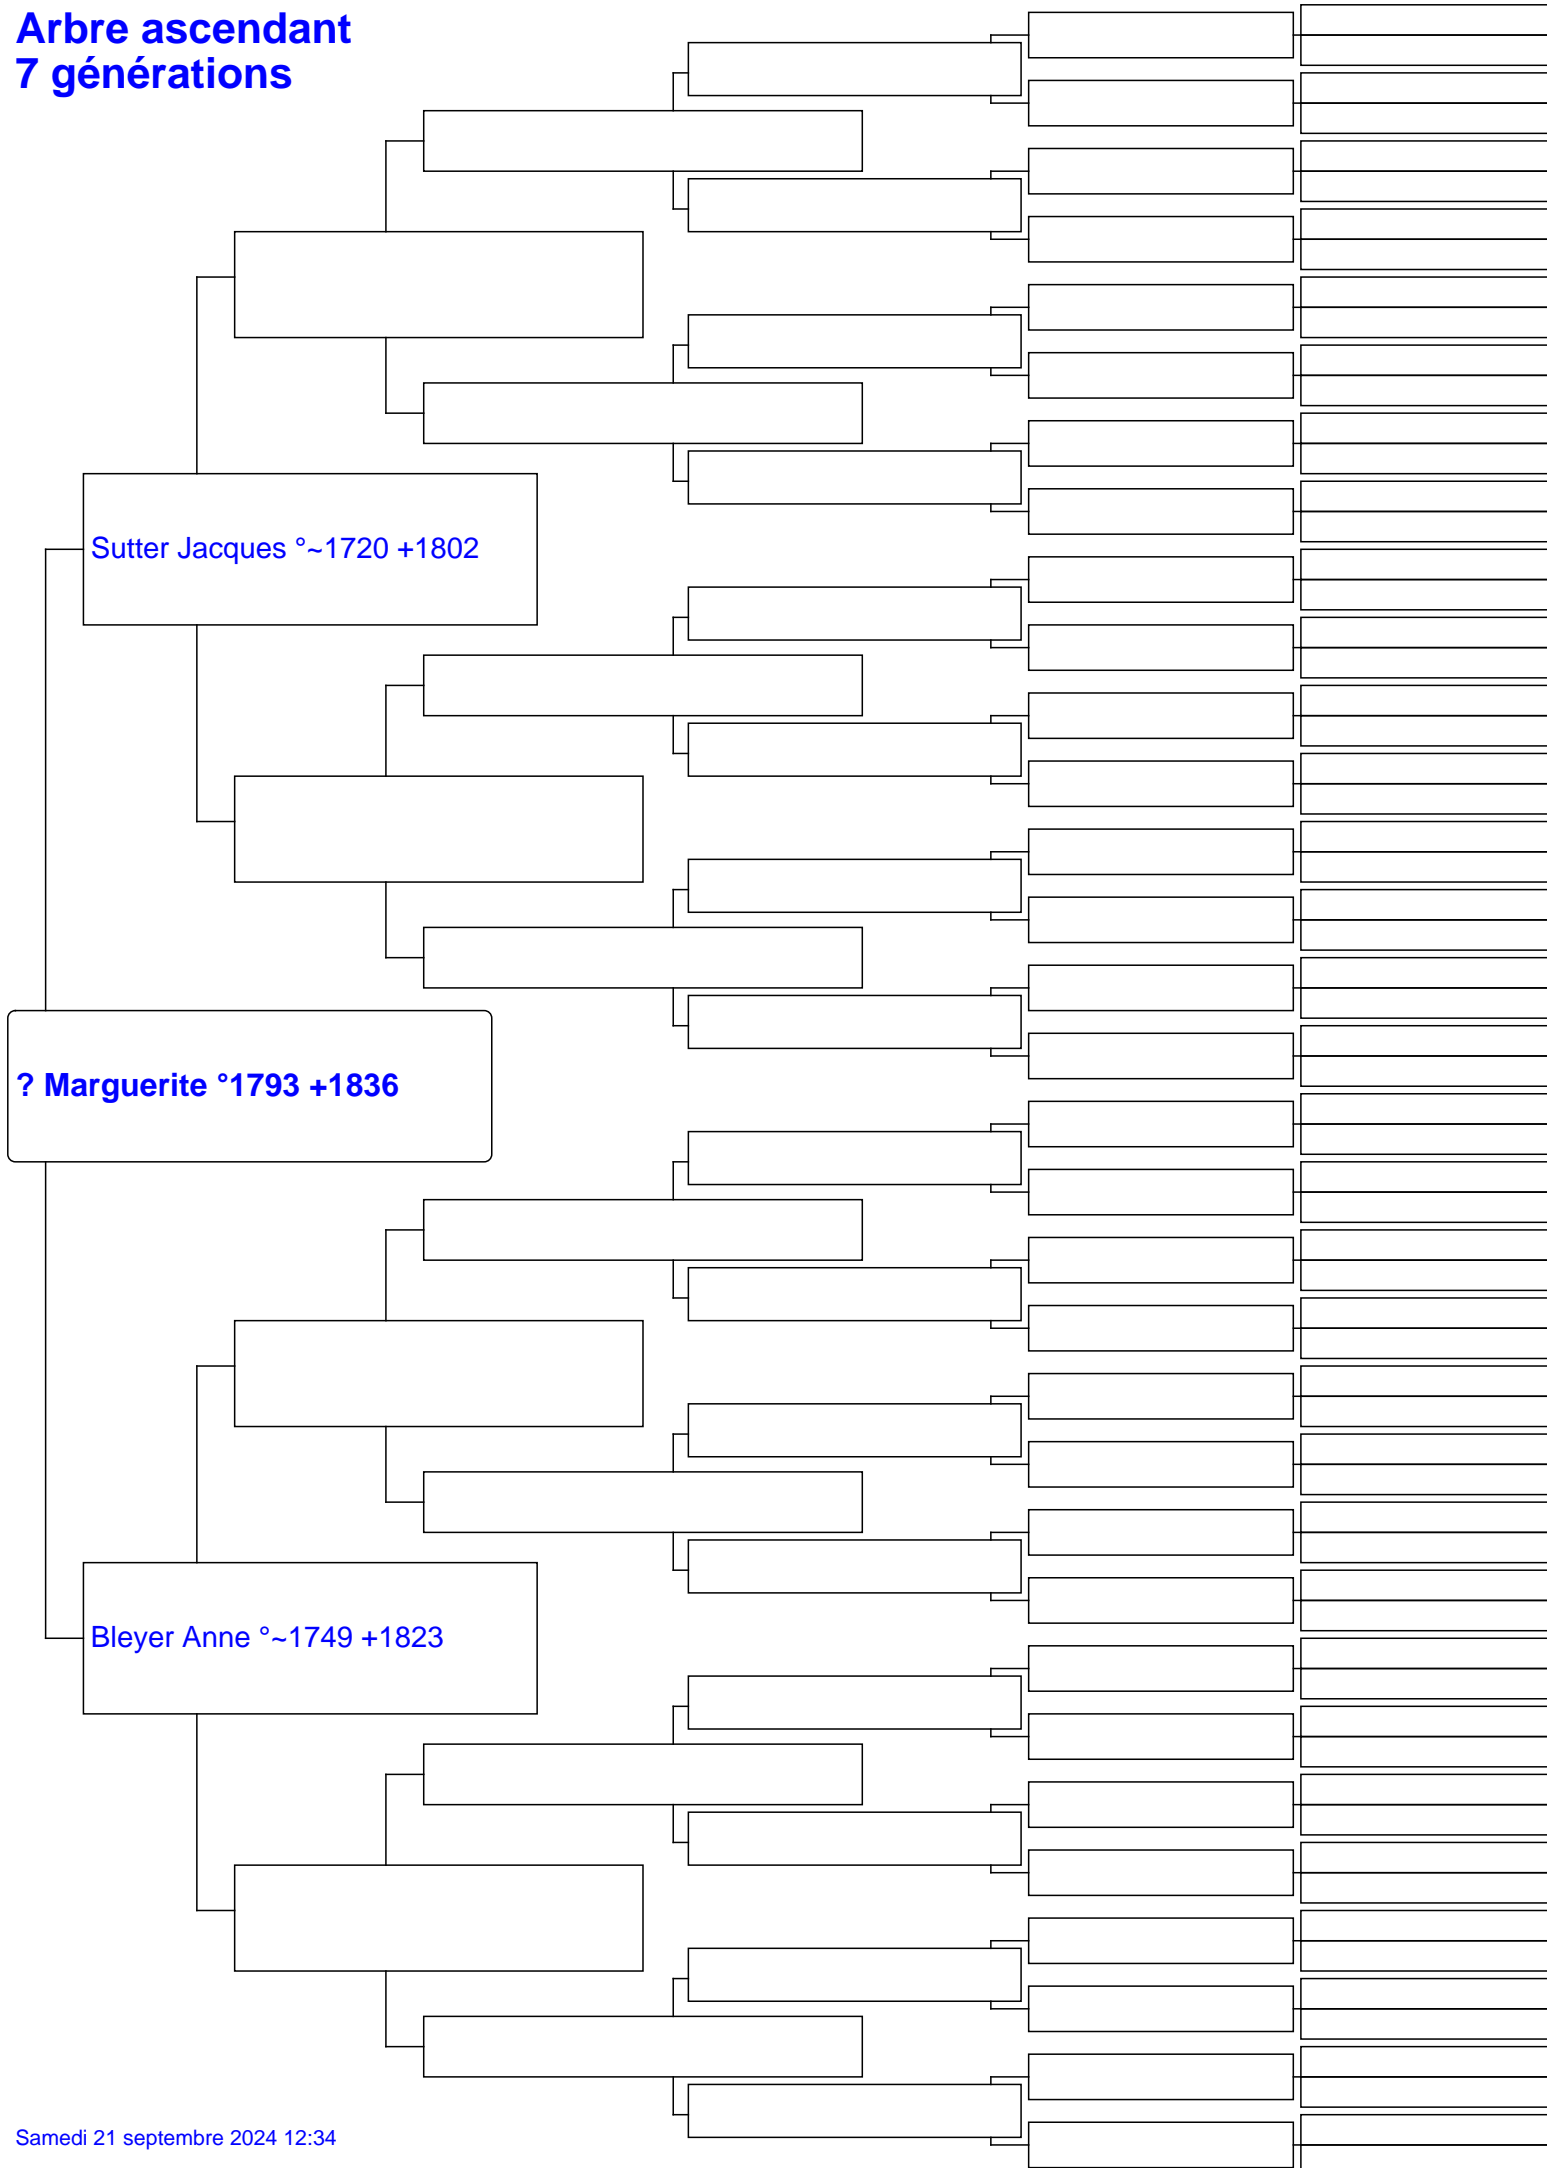 Arbre ascendant
7 générations
Sutter Jacques °~1720 +1802
? Marguerite °1793 +1836
Bleyer Anne °~1749 +1823
Samedi 21 septembre 2024 12:34